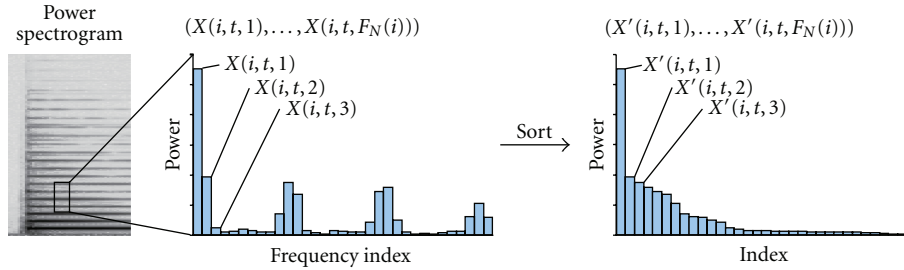 Power
spectrogram
(X(i, t, 1), . . . , X(i, t, F_N(i)))
X(i, t, 1)
X(i, t, 2)
X(i, t, 3)
Power
Frequency index
Sort
(X′(i, t, 1), . . . , X′(i, t, F_N(i)))
X′(i, t, 1)
X′(i, t, 2)
X′(i, t, 3)
Power
Index